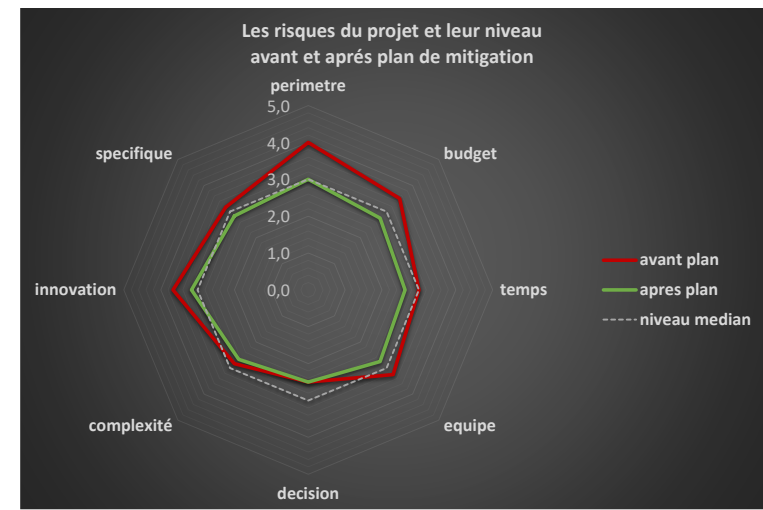 Les risques du projet et leur niveau
avant et aprés plan de mitigation
perimetre
5,0
4,0
3,0
2,0
1,0
0,0
specifique
budget
innovation
temps
complexité
equipe
decision
avant plan
apres plan
niveau median